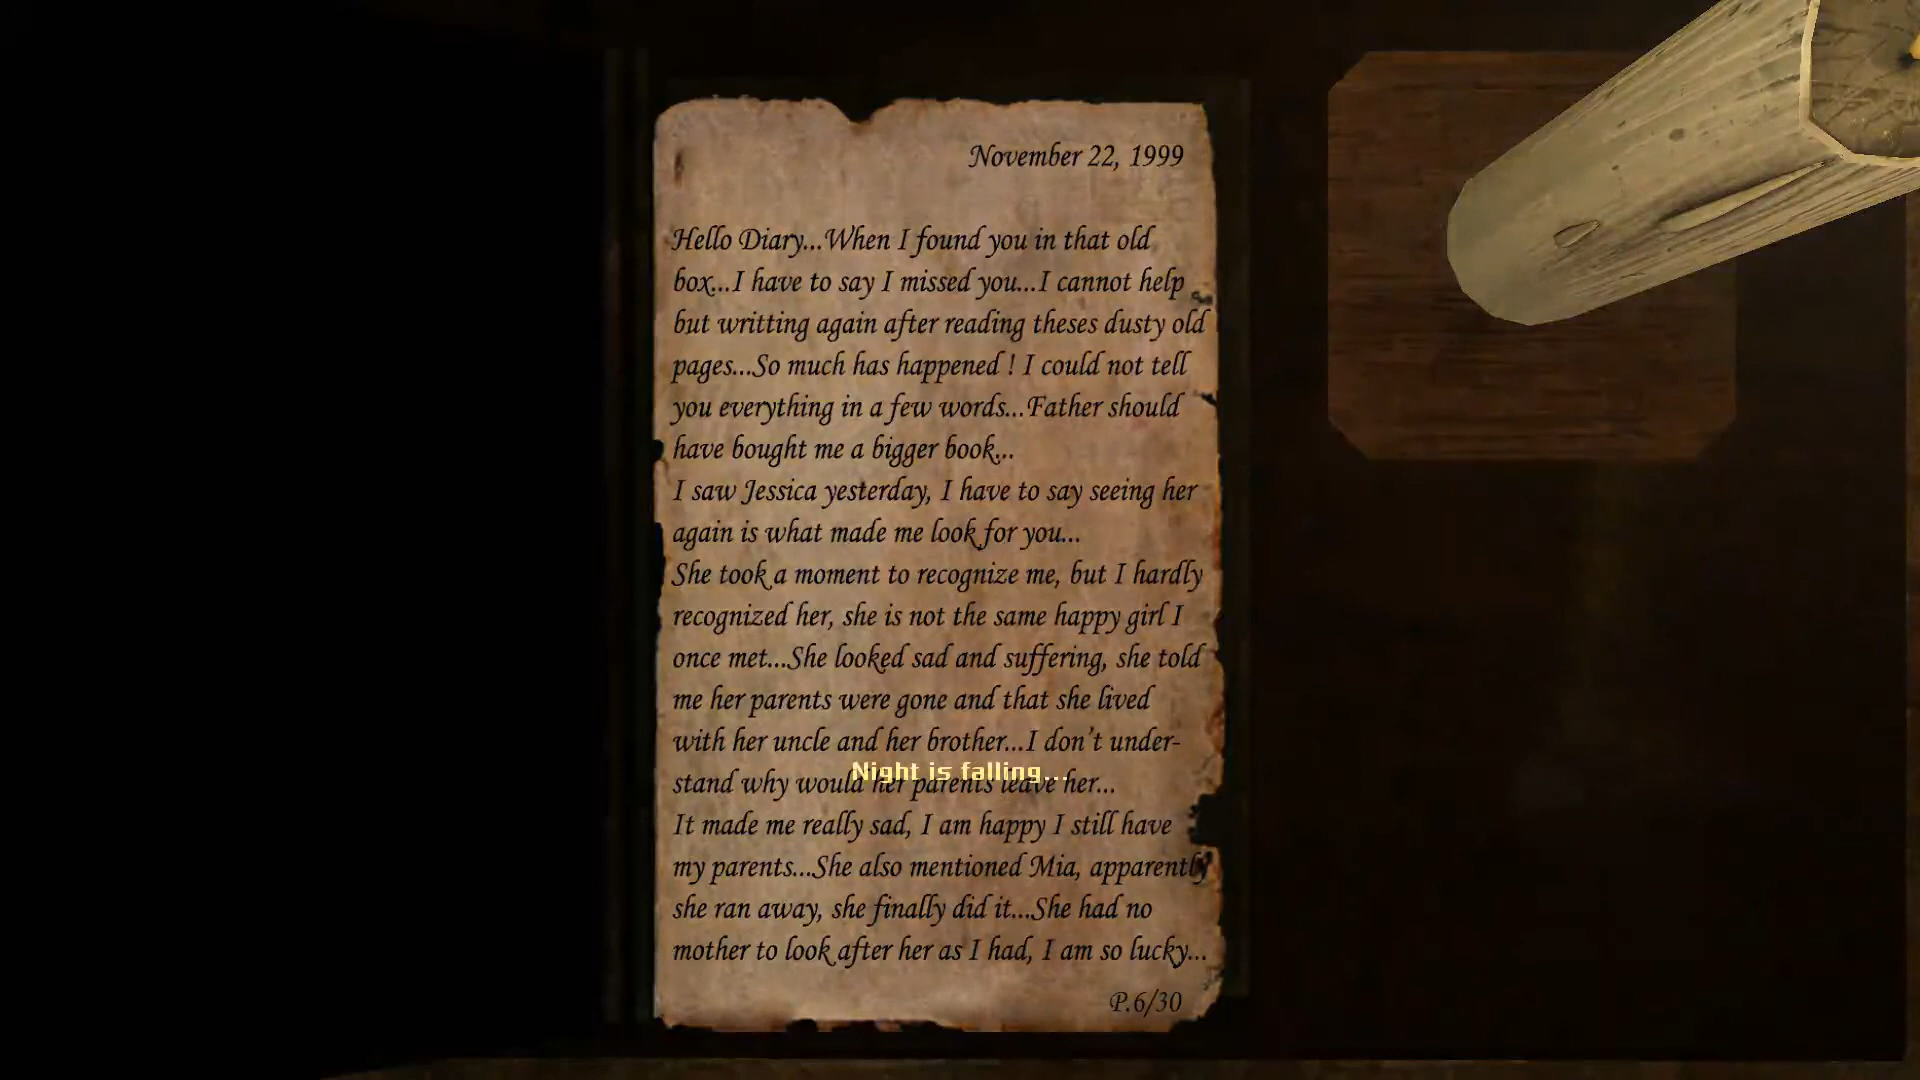 November 22, 1999
Hello Diary...When I found you in that old
box...I have to say I missed you...I cannot help
but writting again after reading theses dusty old
pages...So much has happened ! I could not tell
you everything in a few words...Father should
have bought me a bigger book...
I saw Jessica yesterday, I have to say seeing her
again is what made me look for you...
She took a moment to recognize me, but I hardly
recognized her, she is not the same happy girl I
once met...She looked sad and suffering, she told
me her parents were gone and that she lived
with her uncle and her brother...I don't under-
Night is falling...
stand why would her parents leave her...
It made me really sad, I am happy I still have
my parents...She also mentioned Mia, apparently
she ran away, she finally did it...She had no
mother to look after her as I had, I am so lucky...
P.6/30